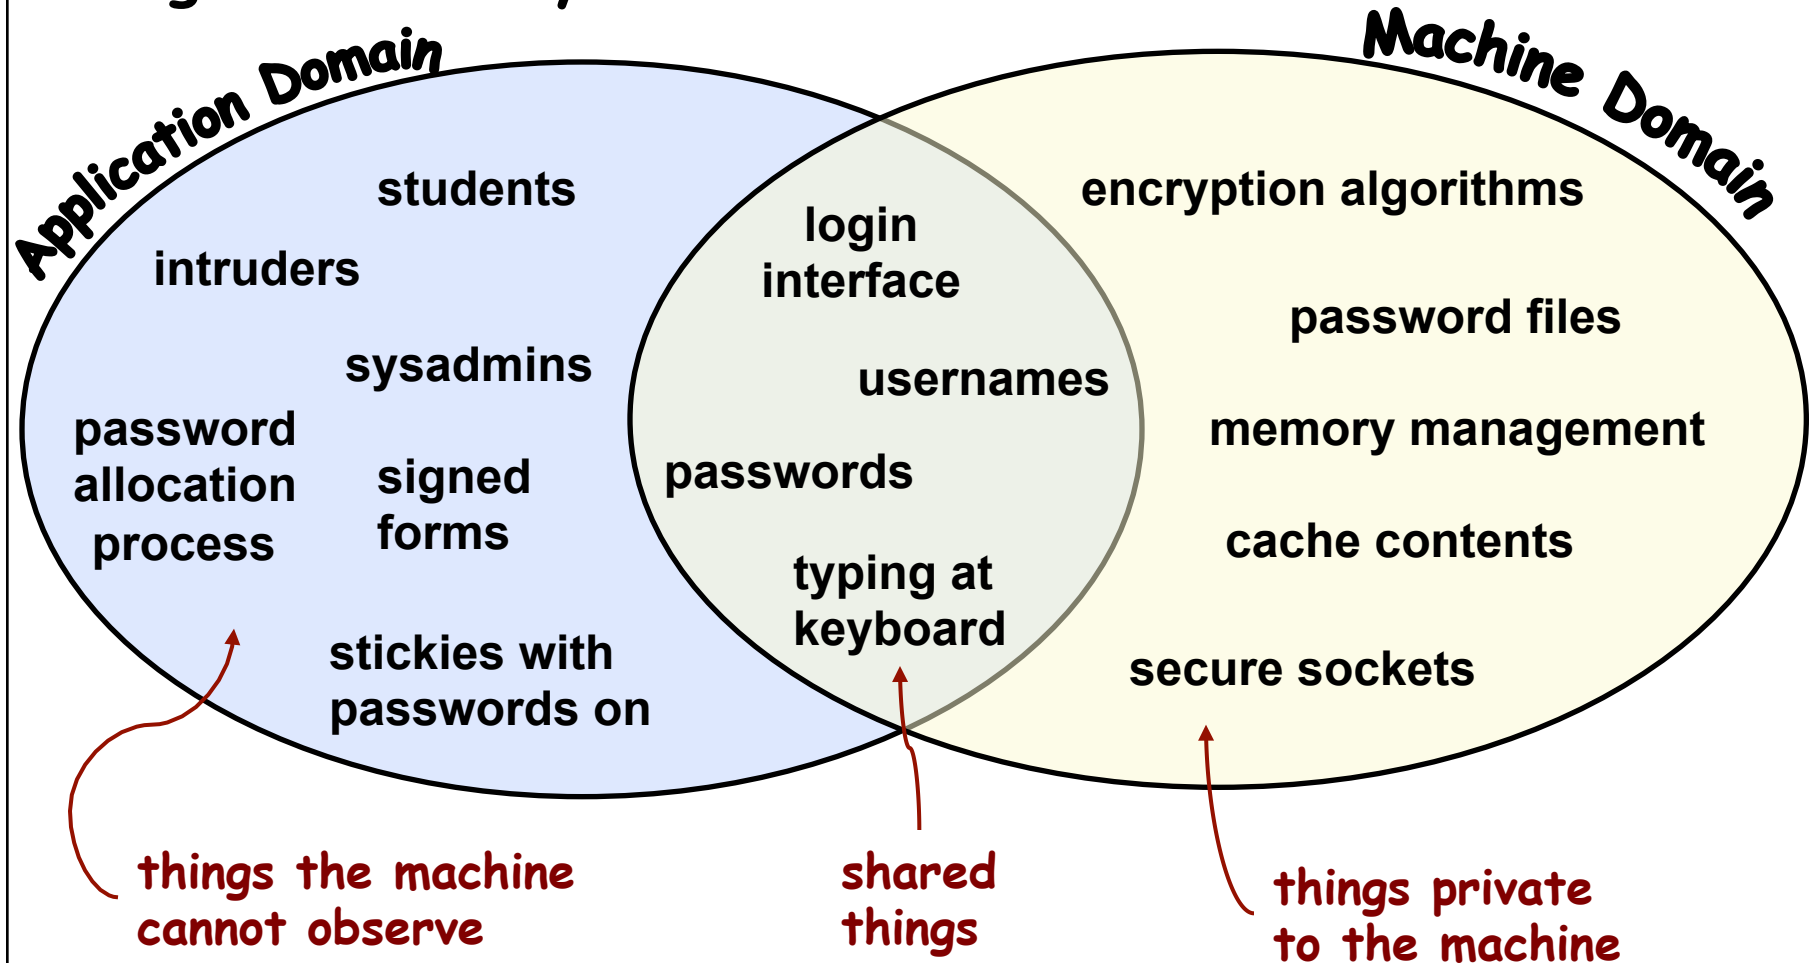 Application Domain
Machine Domain
students
intruders
sysadmins
password
allocation
process
signed
forms
stickies with
passwords on
login
interface
usernames
passwords
typing at
keyboard
encryption algorithms
password files
memory management
cache contents
secure sockets
things the machine
cannot observe
shared
things
things private
to the machine